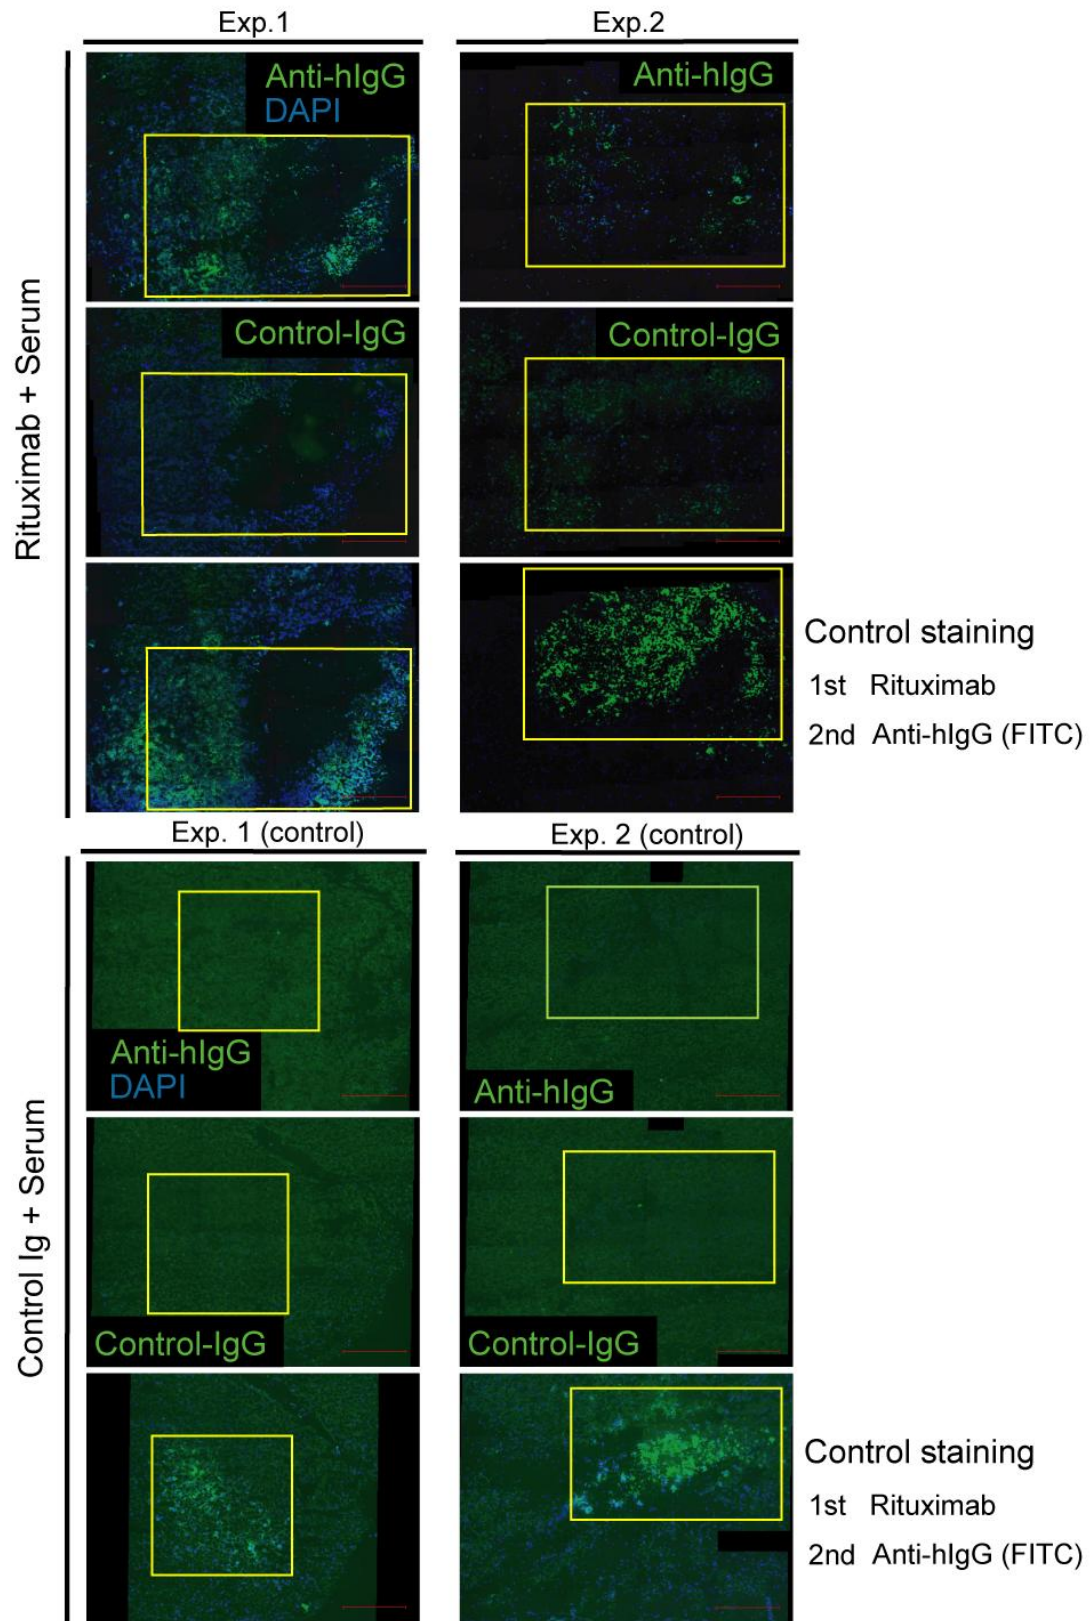 Exp.1
Exp.2
Rituximab + Serum
Anti-hIgG
DAPI
Anti-hIgG
Control-IgG
Control-IgG
Control staining
1st Rituximab
2nd Anti-hIgG (FITC)
Exp. 1 (control)
Exp. 2 (control)
Control Ig + Serum
Anti-hIgG
DAPI
Anti-hIgG
Control-IgG
Control-IgG
Control staining
1st Rituximab
2nd Anti-hIgG (FITC)